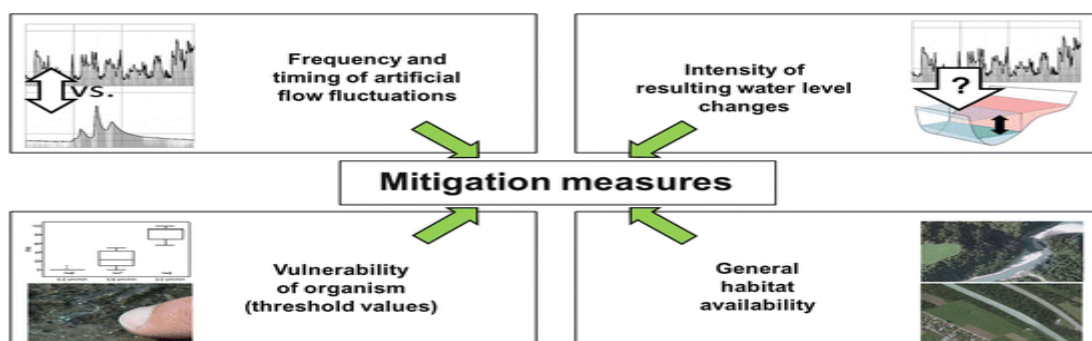 vs.
Frequency and
timing of artificial
flow fluctuations
Intensity of
resulting water level
changes
?
Mitigation measures
Vulnerability
of organism
(threshold values)
General
habitat
availability